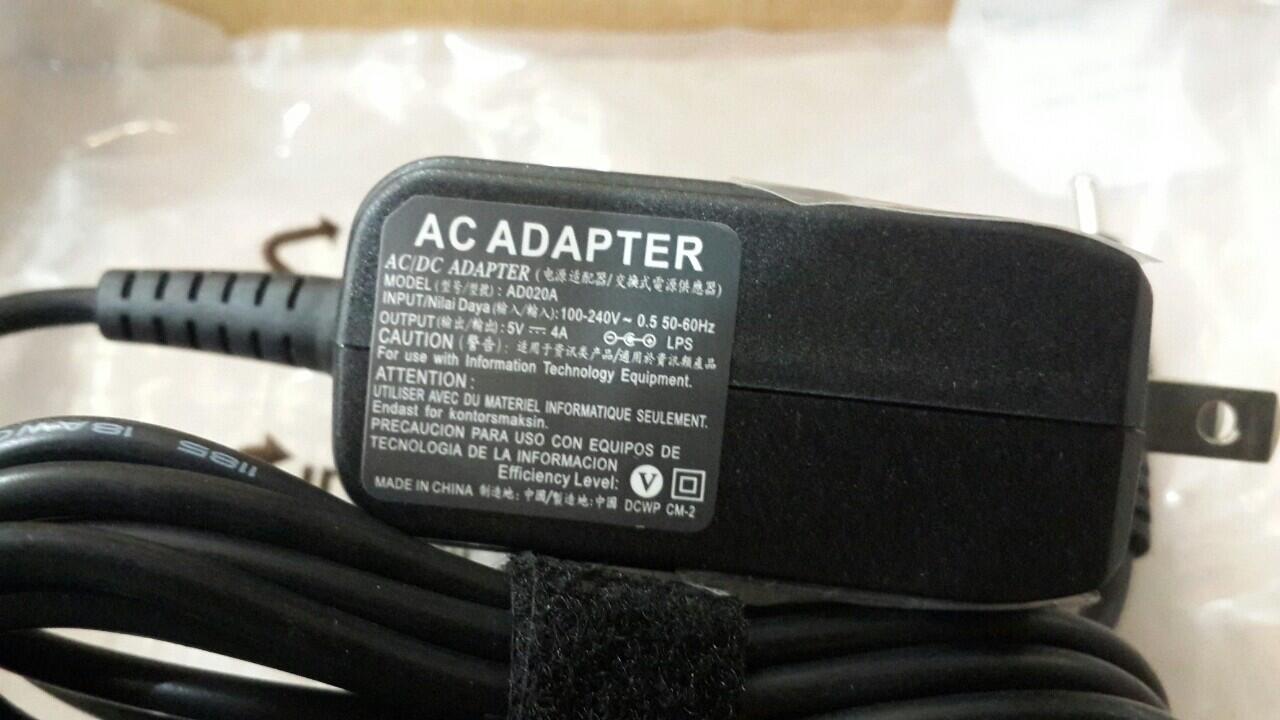 AC ADAPTER
AC/DC ADAPTER (电源适配器/交換式電源供應器)
MODEL (型号/型號) : AD020A
INPUT/Nilai Daya (输入/輸入): 100-240V ~ 0.5 50-60Hz
OUTPUT (输出/輸出) : 5V ⎓ 4A LPS
CAUTION (警告): 适用于资讯类产品/適用於資訊類產品
For use with Information Technology Equipment.
ATTENTION :
UTILISER AVEC DU MATERIEL INFORMATIQUE SEULEMENT.
Endast for kontorsmaksin.
PRECAUCION PARA USO CON EQUIPOS DE
TECNOLOGIA DE LA INFORMACION
Efficiency Level: V
MADE IN CHINA 制造地: 中國/製造地:中國 DCWP CM-2
1185 18AWG